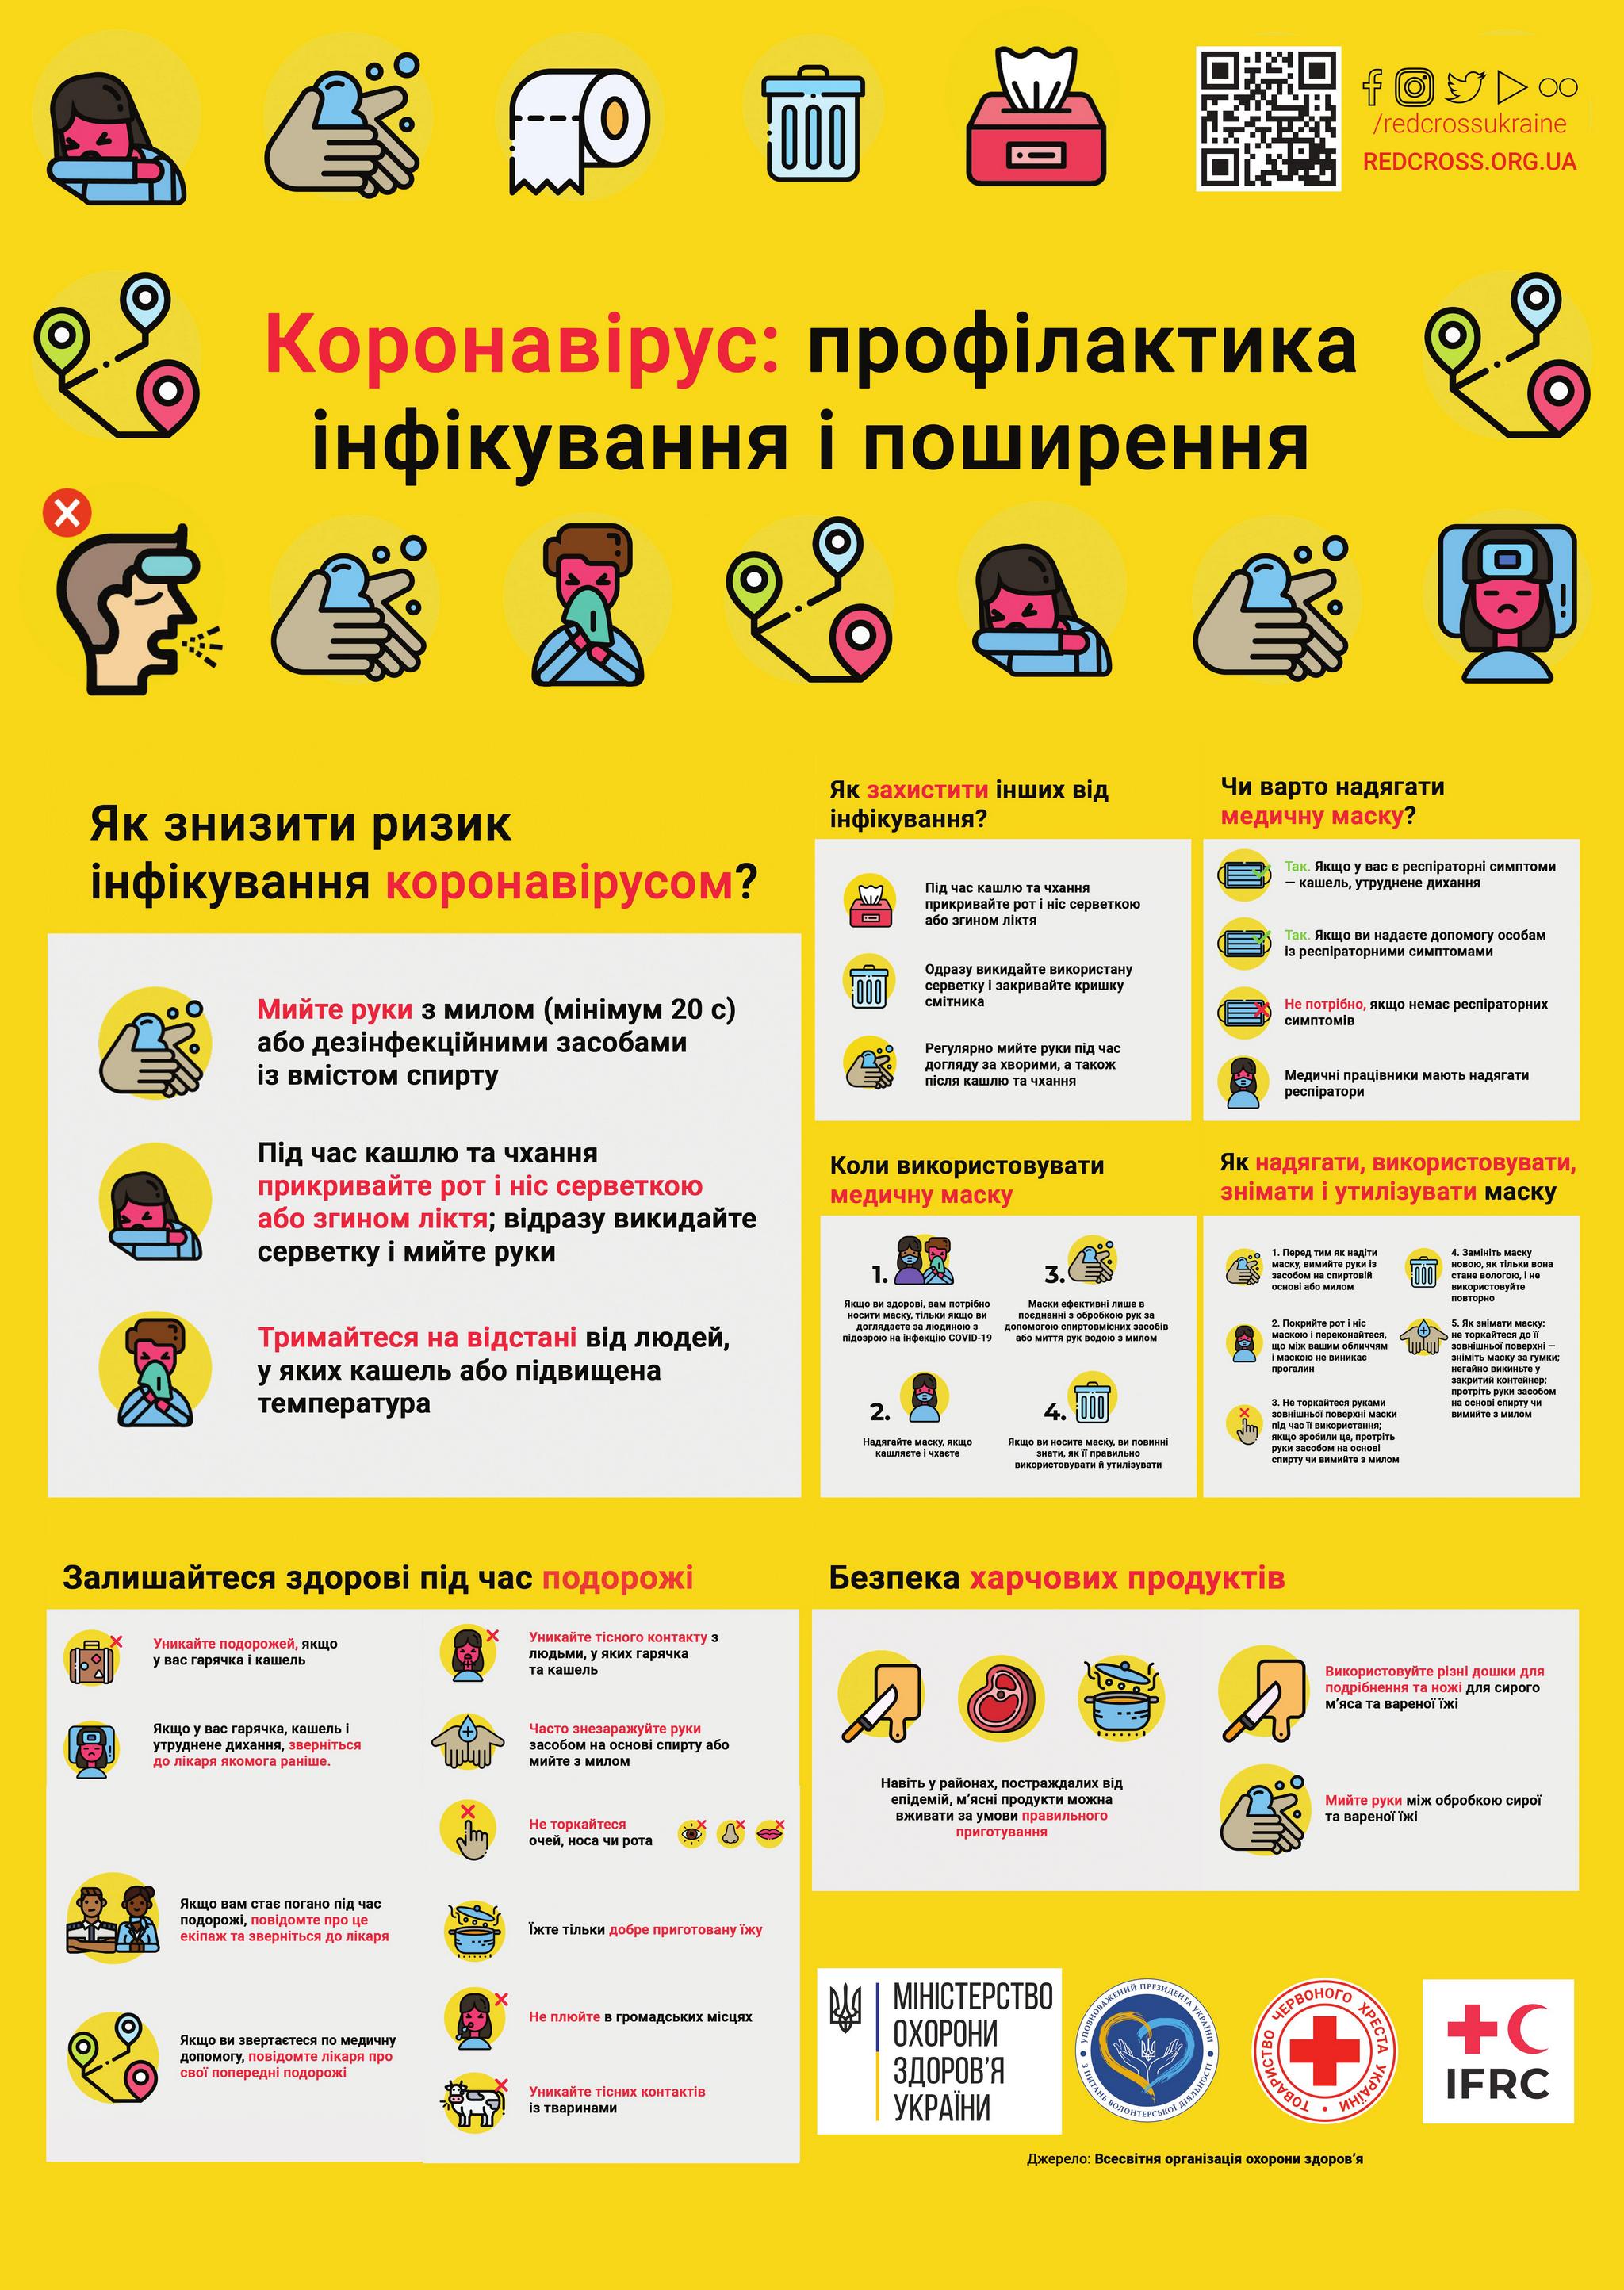 /redcrossukraine
REDCROSS.ORG.UA
Коронавірус: профілактика
інфікування і поширення
Як знизити ризик
інфікування коронавірусом?
Мийте руки з милом (мінімум 20 с)
або дезінфекційними засобами
із вмістом спирту
Під час кашлю та чхання
прикривайте рот і ніс серветкою
або згином ліктя; відразу викидайте
серветку і мийте руки
Тримайтеся на відстані від людей,
у яких кашель або підвищена
температура
Як захистити інших від
інфікування?
Під час кашлю та чхання
прикривайте рот і ніс серветкою
або згином ліктя
Одразу викидайте використану
серветку і закривайте кришку
смітника
Регулярно мийте руки під час
догляду за хворими, а також
після кашлю та чхання
Чи варто надягати
медичну маску?
Так. Якщо у вас є респіраторні симптоми
— кашель, утруднене дихання
Так. Якщо ви надаєте допомогу особам
із респіраторними симптомами
Не потрібно, якщо немає респіраторних
симптомів
Медичні працівники мають надягати
респіратори
Коли використовувати
медичну маску
1.
Якщо ви здорові, вам потрібно
носити маску, тільки якщо ви
доглядаєте за людиною з
підозрою на інфекцію COVID-19
2.
Надягайте маску, якщо
кашляєте і чхаєте
3.
Маски ефективні лише в
поєднанні з обробкою рук за
допомогою спиртовмісних засобів
або миття рук водою з милом
4.
Якщо ви носите маску, ви повинні
знати, як її правильно
використовувати й утилізувати
Як надягати, використовувати,
знімати і утилізувати маску
1. Перед тим як надіти
маску, вимийте руки із
засобом на спиртовій
основі або милом
2. Покрийте рот і ніс
маскою і переконайтеся,
що між вашим обличчям
і маскою не виникає
прогалин
3. Не торкайтеся руками
зовнішньої поверхні маски
під час її використання;
якщо зробили це, протріть
руки засобом на основі
спирту чи вимийте з милом
4. Замініть маску
новою, як тільки вона
стане вологою, і не
використовуйте
повторно
5. Як знімати маску:
не торкайтеся до її
зовнішньої поверхні —
зніміть маску за гумки;
негайно викиньте у
закритий контейнер;
протріть руки засобом
на основі спирту чи
вимийте з милом
Залишайтеся здорові під час подорожі
Уникайте подорожей, якщо
у вас гарячка і кашель
Якщо у вас гарячка, кашель і
утруднене дихання, зверніться
до лікаря якомога раніше.
Якщо вам стає погано під час
подорожі, повідомте про це
екіпаж та зверніться до лікаря
Якщо ви звертаєтеся по медичну
допомогу, повідомте лікаря про
свої попередні подорожі
Уникайте тісного контакту з
людьми, у яких гарячка
та кашель
Часто знезаражуйте руки
засобом на основі спирту або
мийте з милом
Не торкайтеся
очей, носа чи рота
Їжте тільки добре приготовану їжу
Не плюйте в громадських місцях
Уникайте тісних контактів
із тваринами
Безпека харчових продуктів
Навіть у районах, постраждалих від
епідемій, м'ясні продукти можна
вживати за умови правильного
приготування
Використовуйте різні дошки для
подрібнення та ножі для сирого
м'яса та вареної їжі
Мийте руки між обробкою сирої
та вареної їжі
МІНІСТЕРСТВО
ОХОРОНИ
ЗДОРОВ'Я
УКРАЇНИ
УПОВНОВАЖЕНИЙ ПРЕЗИДЕНТА УКРАЇНИ
З ПИТАНЬ ВОЛОНТЕРСЬКОЇ ДІЯЛЬНОСТІ
ТОВАРИСТВО ЧЕРВОНОГО ХРЕСТА УКРАЇНИ
IFRC
Джерело: Всесвітня організація охорони здоров'я